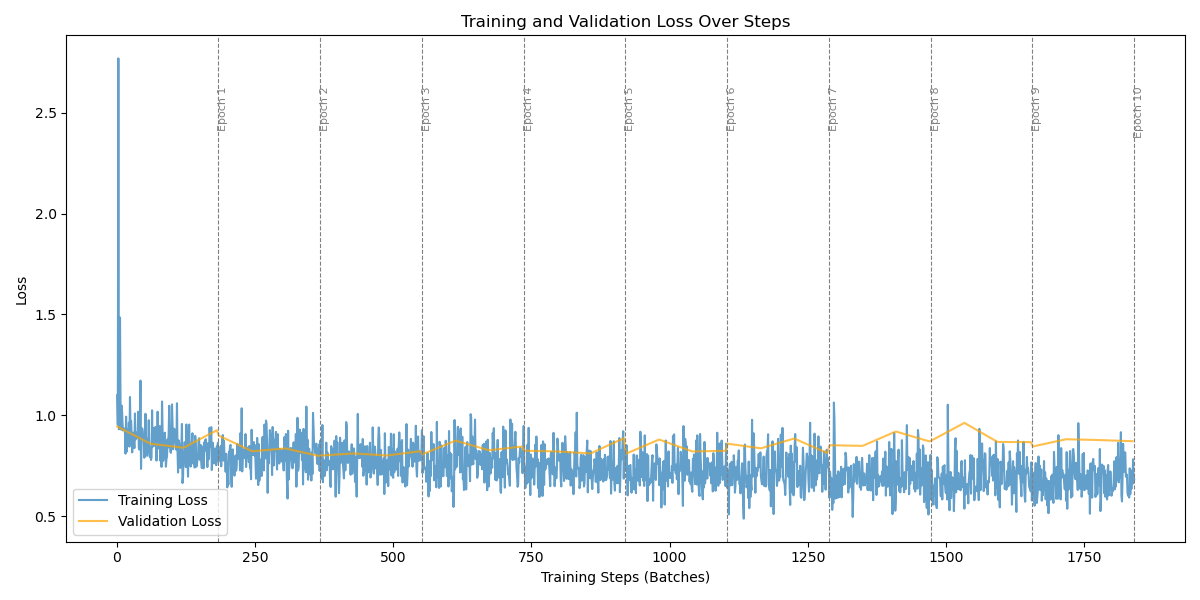 Training and Validation Loss Over Steps
Loss
2.5
2.0
1.5
1.0
0.5
Epoch 1
Epoch 2
Epoch 3
Epoch 4
Epoch 5
Epoch 6
Epoch 7
Epoch 8
Epoch 9
Epoch 10
Training Loss
Validation Loss
0
250
500
750
1000
1250
1500
1750
Training Steps (Batches)